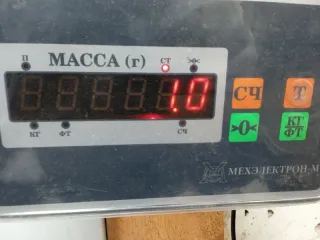 МАССА (г)
П СТ >◊<
1.0
КГ ФТ СЧ
СЧ Т
>0< КГ ФТ
МЕХЭЛЕКТРОН-М